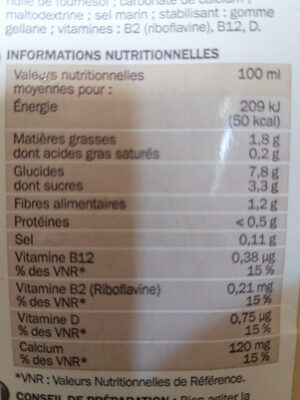 huile de tournesol ; carbonate de calcium ;
maltodextrine ; sel marin ; stabilisant : gomme
gellane ; vitamines : B2 (riboflavine), B12, D.
INFORMATIONS NUTRITIONNELLES
Valeurs nutritionnelles 100 ml
moyennes pour :
Énergie 209 kJ
(50 kcal)
Matières grasses 1,8 g
dont acides gras saturés 0,2 g
Glucides 7,8 g
dont sucres 3,3 g
Fibres alimentaires 1,2 g
Protéines < 0,5 g
Sel 0,11 g
Vitamine B12 0,38 µg
% des VNR* 15 %
Vitamine B2 (Riboflavine) 0,21 mg
% des VNR* 15 %
Vitamine D 0,75 µg
% des VNR* 15 %
Calcium 120 mg
% des VNR* 15 %
*VNR : Valeurs Nutritionnelles de Référence.
CONSEIL DE PRÉPARATION : Bien agiter la